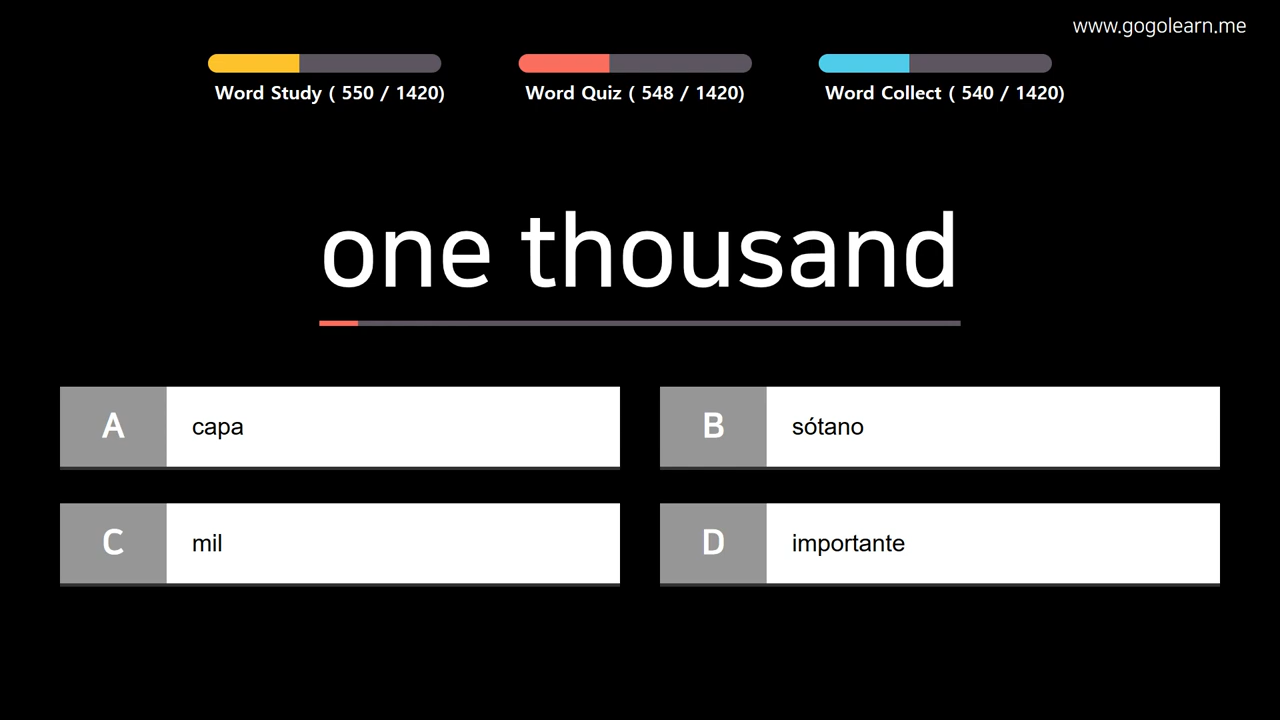 www.gogolearn.me
Word Study ( 550 / 1420)
Word Quiz ( 548 / 1420)
Word Collect ( 540 / 1420)
one thousand
A
capa
B
sótano
C
mil
D
importante